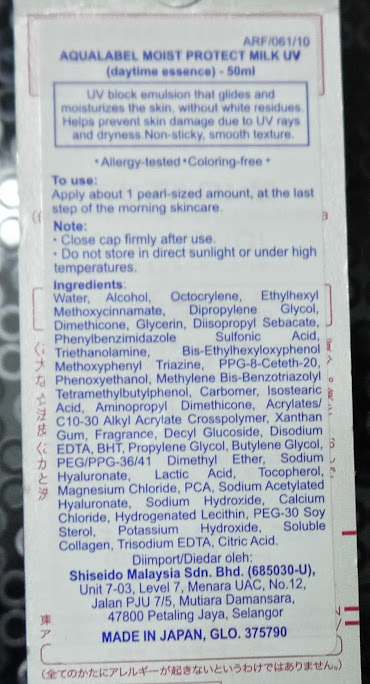 ARF/061/10
AQUALABEL MOIST PROTECT MILK UV
(daytime essence) - 50ml
UV block emulsion that glides and
moisturizes the skin, without white residues.
Helps prevent skin damage due to UV rays
and dryness Non-sticky, smooth texture.
• Allergy-tested • Coloring-free •
To use:
Apply about 1 pearl-sized amount, at the last
step of the morning skincare.
Note:
• Close cap firmly after use.
• Do not store in direct sunlight or under high
temperatures.
Ingredients:
Water, Alcohol, Octocrylene, Ethylhexyl
Methoxycinnamate, Dipropylene Glycol,
Dimethicone, Glycerin, Diisopropyl Sebacate,
Phenylbenzimidazole Sulfonic Acid,
Triethanolamine, Bis-Ethylhexyloxyphenol
Methoxyphenyl Triazine, PPG-8-Ceteth-20,
Phenoxyethanol, Methylene Bis-Benzotriazolyl
Tetramethylbutylphenol, Carbomer, Isostearic
Acid, Aminopropyl Dimethicone, Acrylates/
C10-30 Alkyl Acrylate Crosspolymer, Xanthan
Gum, Fragrance, Decyl Glucoside, Disodium
EDTA, BHT, Propylene Glycol, Butylene Glycol,
PEG/PPG-36/41 Dimethyl Ether, Sodium
Hyaluronate, Lactic Acid, Tocopherol,
Magnesium Chloride, PCA, Sodium Acetylated
Hyaluronate, Sodium Hydroxide, Calcium
Chloride, Hydrogenated Lecithin, PEG-30 Soy
Sterol, Potassium Hydroxide, Soluble
Collagen, Trisodium EDTA, Citric Acid.
Diimport/Diedar oleh:
Shiseido Malaysia Sdn. Bhd. (685030-U),
Unit 7-03, Level 7, Menara UAC, No.12,
Jalan PJU 7/5, Mutiara Damansara,
47800 Petaling Jaya, Selangor
MADE IN JAPAN, GLO. 375790
(全てのかたにアレルギーが起きないというわけではありません。)